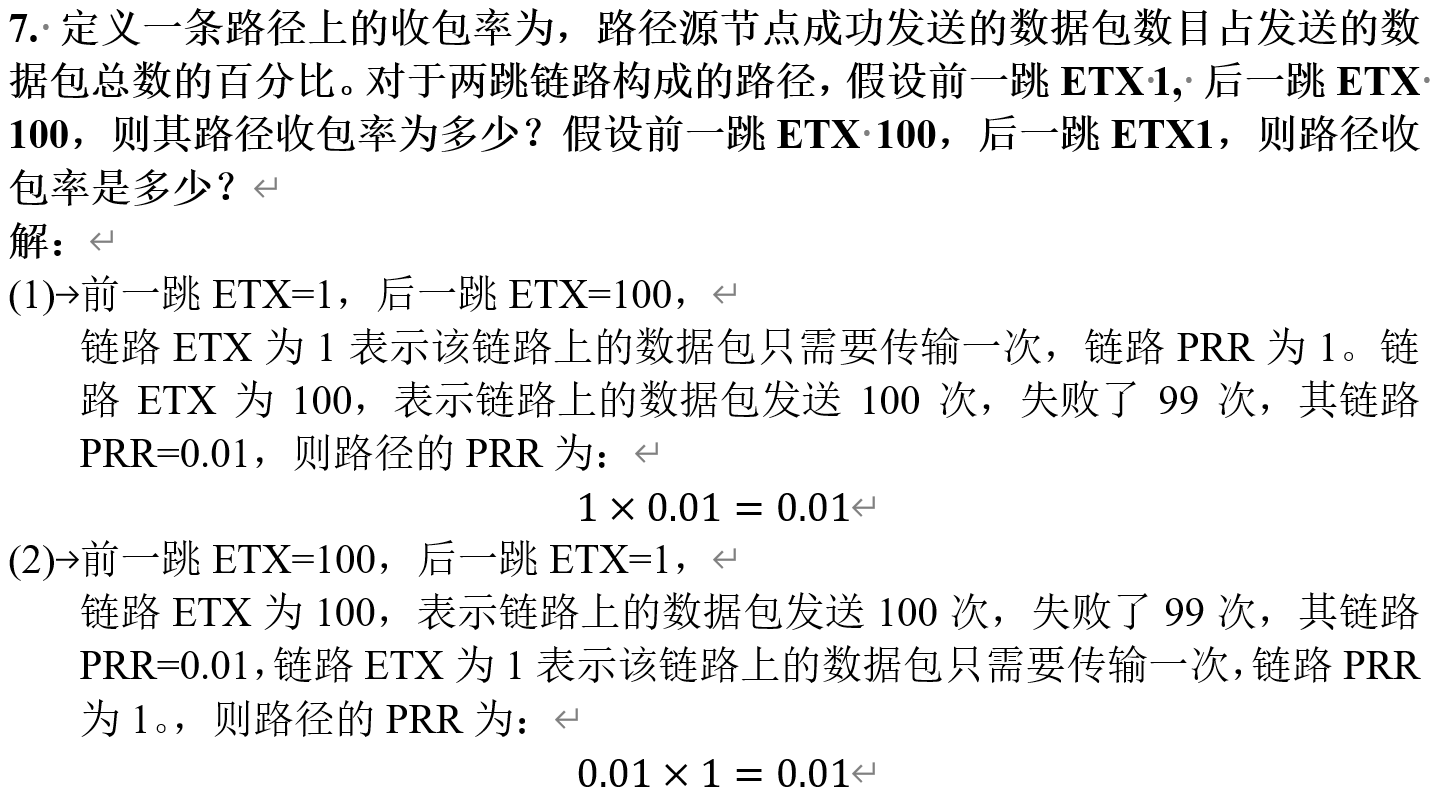 7. 定义一条路径上的收包率为，路径源节点成功发送的数据包数目占发送的数
据包总数的百分比。对于两跳链路构成的路径，假设前一跳 ETX 1, 后一跳 ETX
100，则其路径收包率为多少？假设前一跳 ETX 100，后一跳 ETX1，则路径收
包率是多少？
解：
(1)→前一跳 ETX=1，后一跳 ETX=100，
链路 ETX 为 1 表示该链路上的数据包只需要传输一次，链路 PRR 为 1。链
路 ETX 为 100，表示链路上的数据包发送 100 次，失败了 99 次，其链路
PRR=0.01，则路径的 PRR 为：
1 × 0.01 = 0.01
(2)→前一跳 ETX=100，后一跳 ETX=1，
链路 ETX 为 100，表示链路上的数据包发送 100 次，失败了 99 次，其链路
PRR=0.01，链路 ETX 为 1 表示该链路上的数据包只需要传输一次，链路 PRR
为 1。，则路径的 PRR 为：
0.01 × 1 = 0.01